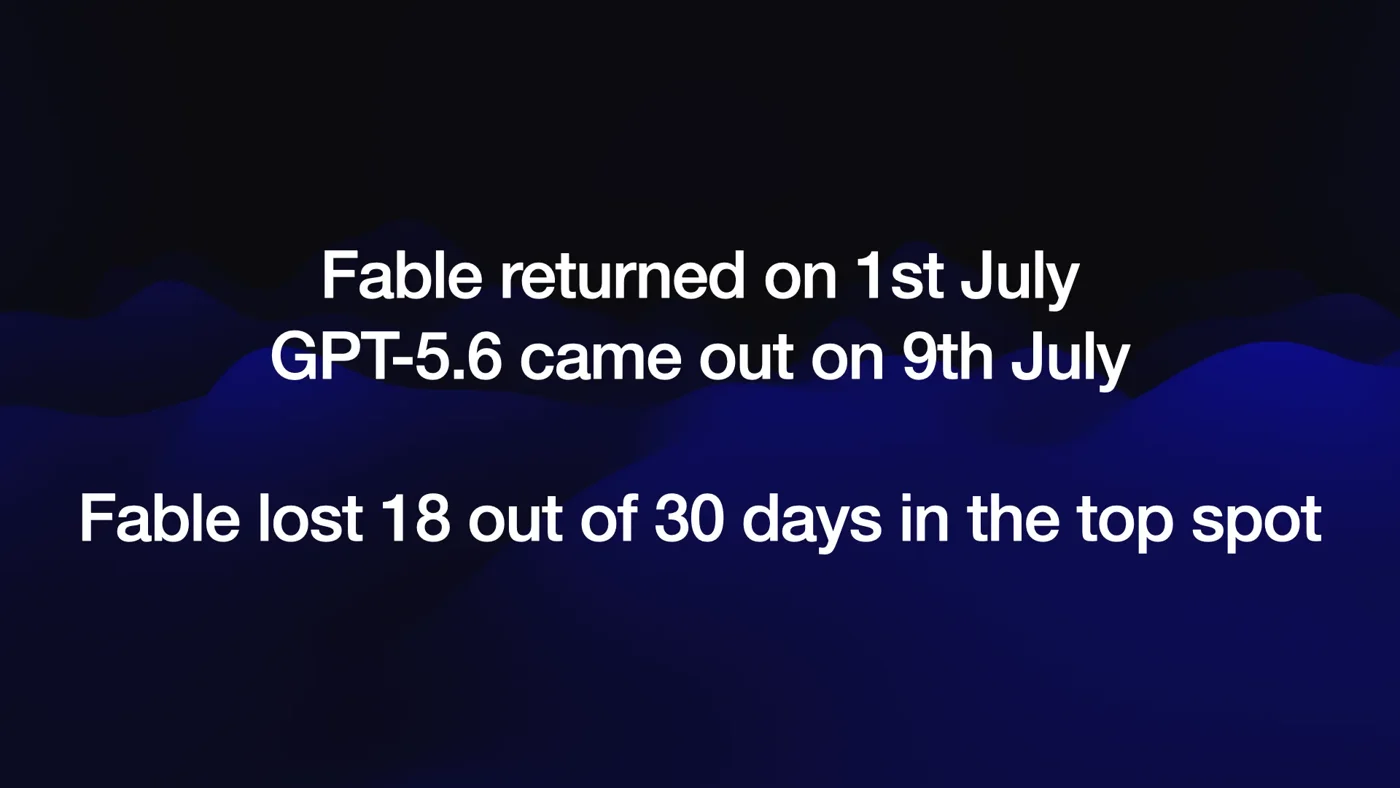 Fable returned on 1st July
GPT-5.6 came out on 9th July
Fable lost 18 out of 30 days in the top spot